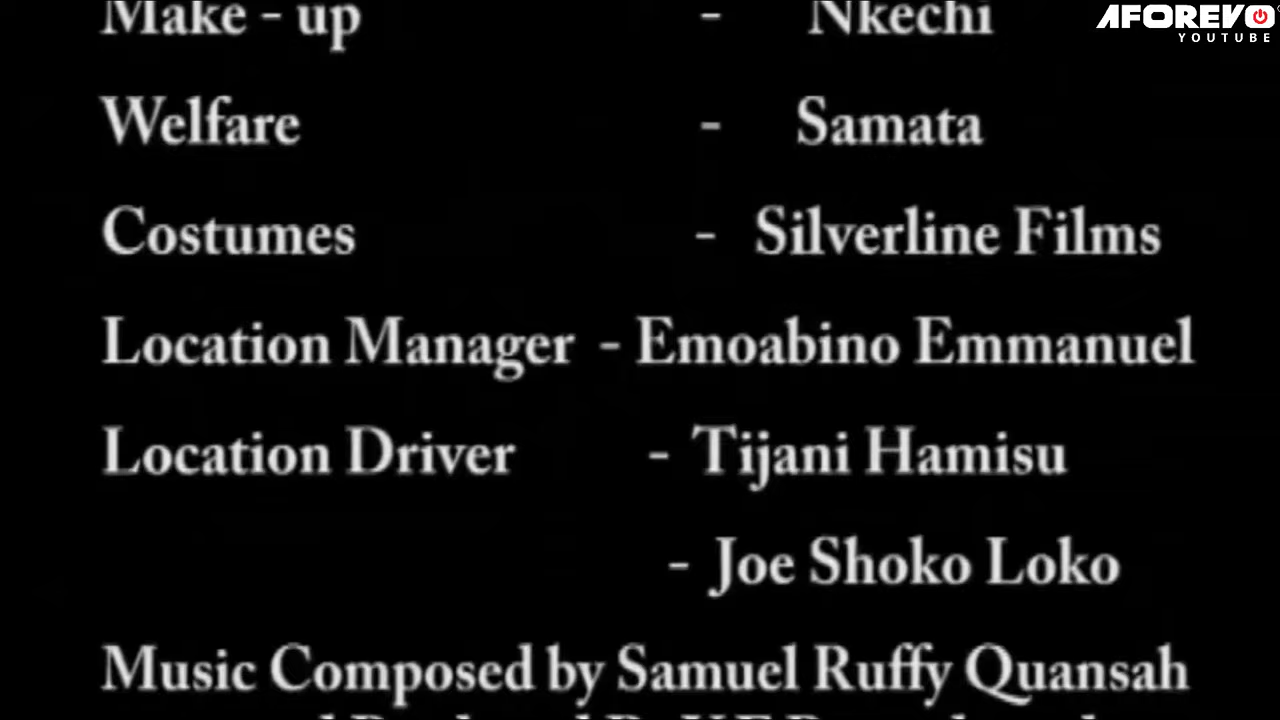 AFOREVO
YOUTUBE
Make - up - Nkechi
Welfare - Samata
Costumes - Silverline Films
Location Manager - Emoabino Emmanuel
Location Driver - Tijani Hamisu
- Joe Shoko Loko
Music Composed by Samuel Ruffy Quansah